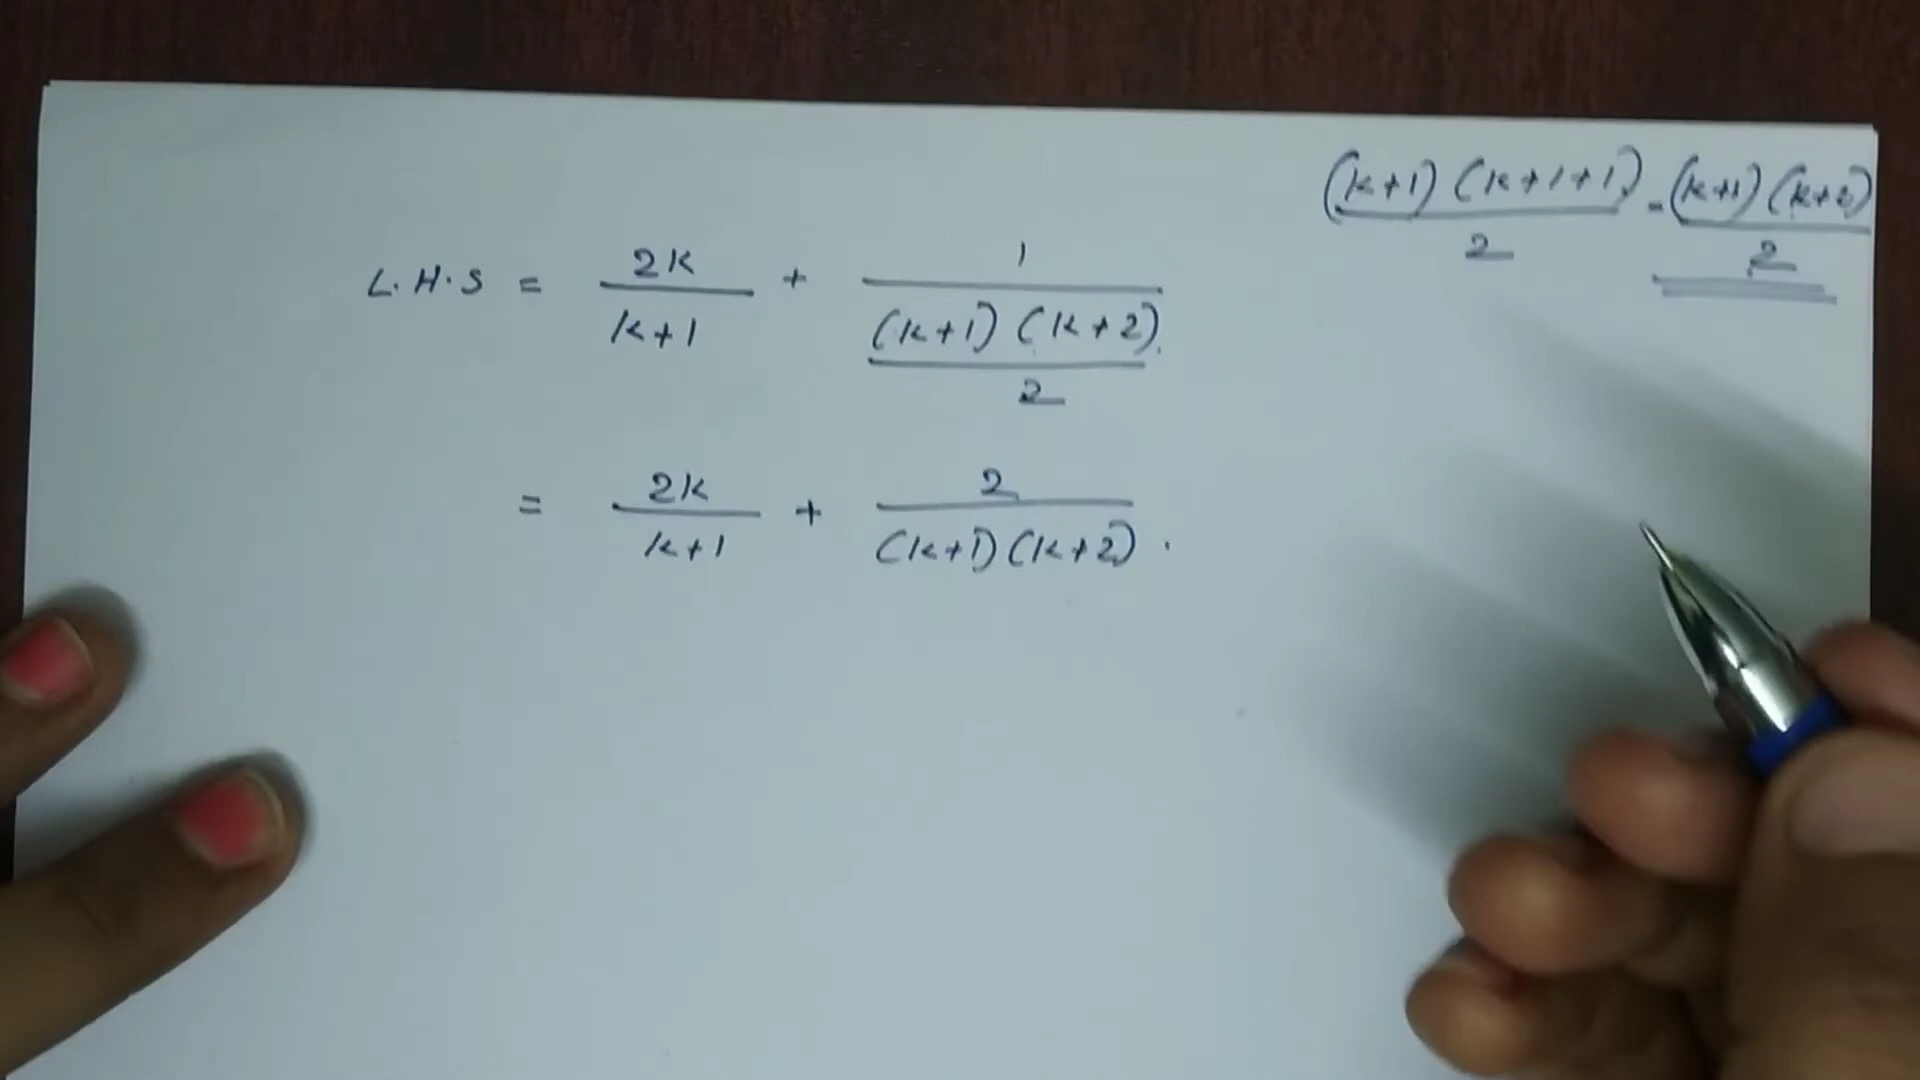 (k+1) (k+1+1) = (k+1) (k+2)
2 2
L.H.S = 2k + 1
k+1 (k+1) (k+2)
2
= 2k + 2
k+1 (k+1) (k+2) .